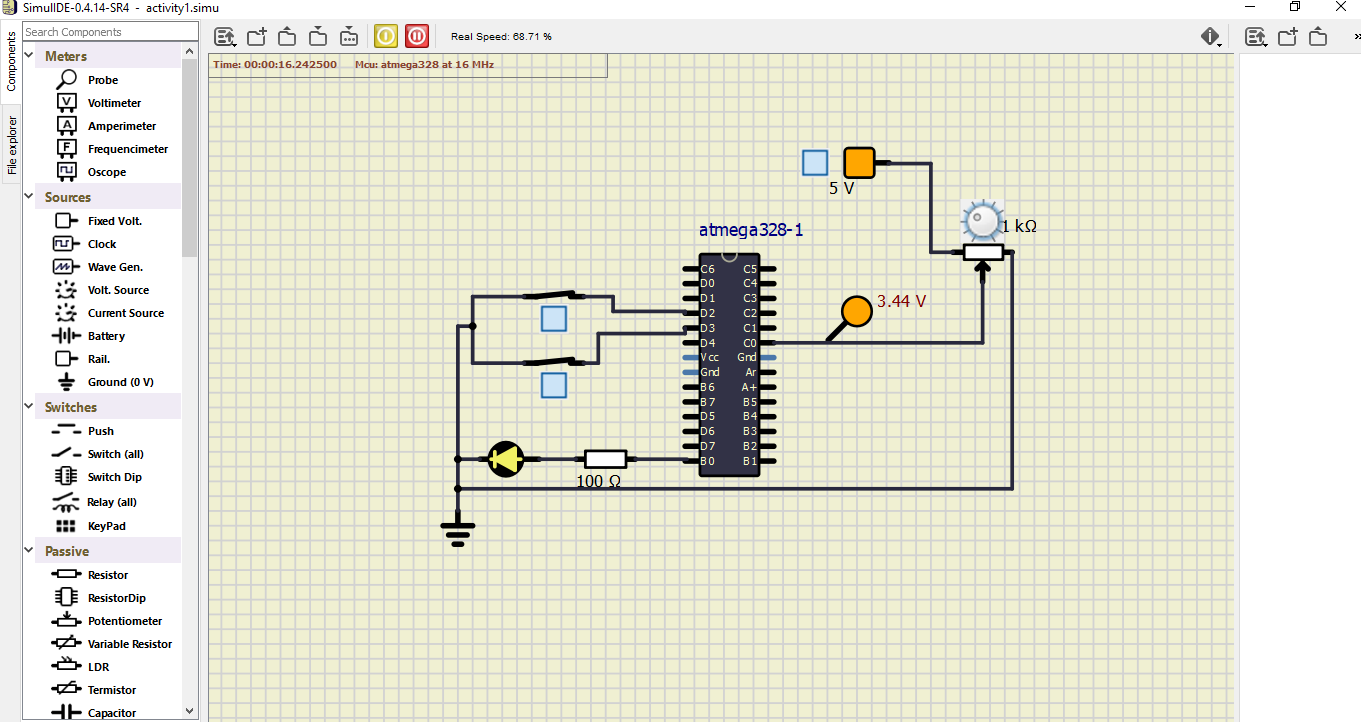 SimulIDE-0.4.14-SR4 - activity1.simu
Components
File explorer
Search Components
Meters
Probe
Voltimeter
Amperimeter
Frequencimeter
Oscope
Sources
Fixed Volt.
Clock
Wave Gen.
Volt. Source
Current Source
Battery
Rail.
Ground (0 V)
Switches
Push
Switch (all)
Switch Dip
Relay (all)
KeyPad
Passive
Resistor
ResistorDip
Potentiometer
Variable Resistor
LDR
Termistor
Capacitor
Real Speed: 68.71 %
»
Time: 00:00:16.242500 Mcu: atmega328 at 16 MHz
5 V
1 kΩ
atmega328-1
3.44 V
C6 C5
D0 C4
D1 C3
D2 C2
D3 C1
D4 C0
Vcc Gnd
Gnd Ar
B6 A+
B7 B5
D5 B4
D6 B3
D7 B2
B0 B1
100 Ω